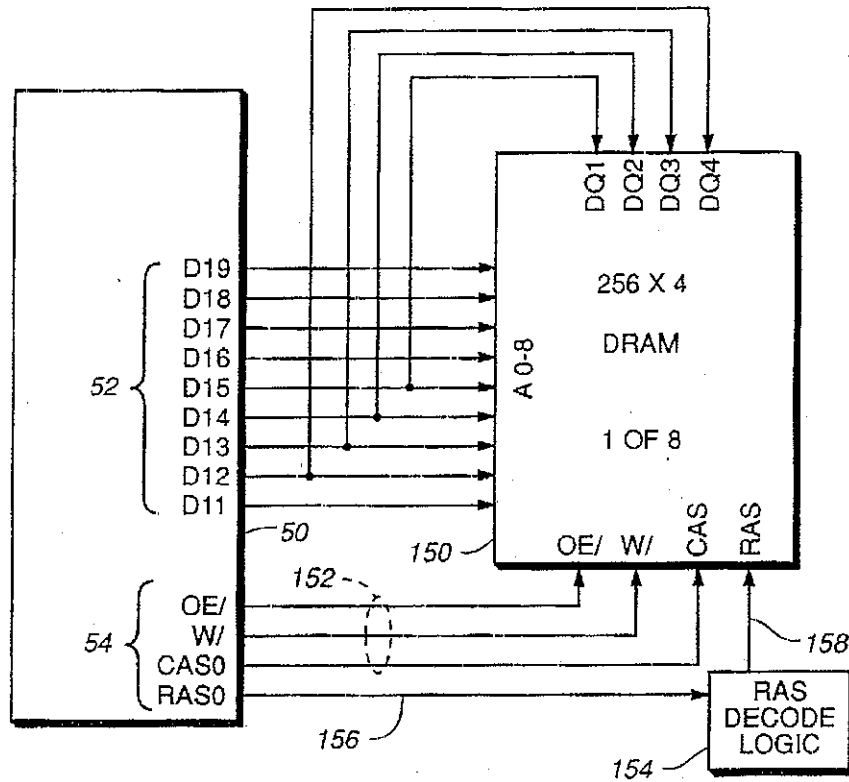 DQ1
DQ2
DQ3
DQ4
D19
D18
D17
D16
D15
D14
D13
D12
D11
52
50
A 0-8
256 X 4
DRAM
1 OF 8
150
OE/ W/ CAS RAS
152
54
OE/
W/
CAS0
RAS0
156
158
RAS
DECODE
LOGIC
154